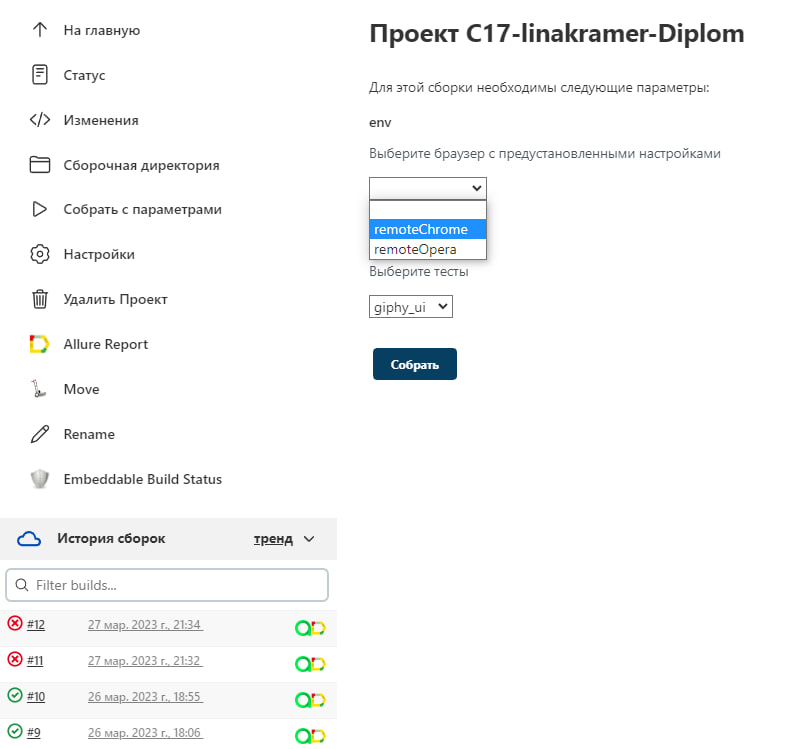 На главную
Статус
Изменения
Сборочная директория
Собрать с параметрами
Настройки
Удалить Проект
Allure Report
Move
Rename
Embeddable Build Status
История сборок
тренд
Filter builds...
#12 27 мар. 2023 г., 21:34
#11 27 мар. 2023 г., 21:32
#10 26 мар. 2023 г., 18:55
#9 26 мар. 2023 г., 18:06
Проект C17-linakramer-Diplom
Для этой сборки необходимы следующие параметры:
env
Выберите браузер с предустановленными настройками
remoteChrome
remoteOpera
Выберите тесты
giphy_ui
Собрать